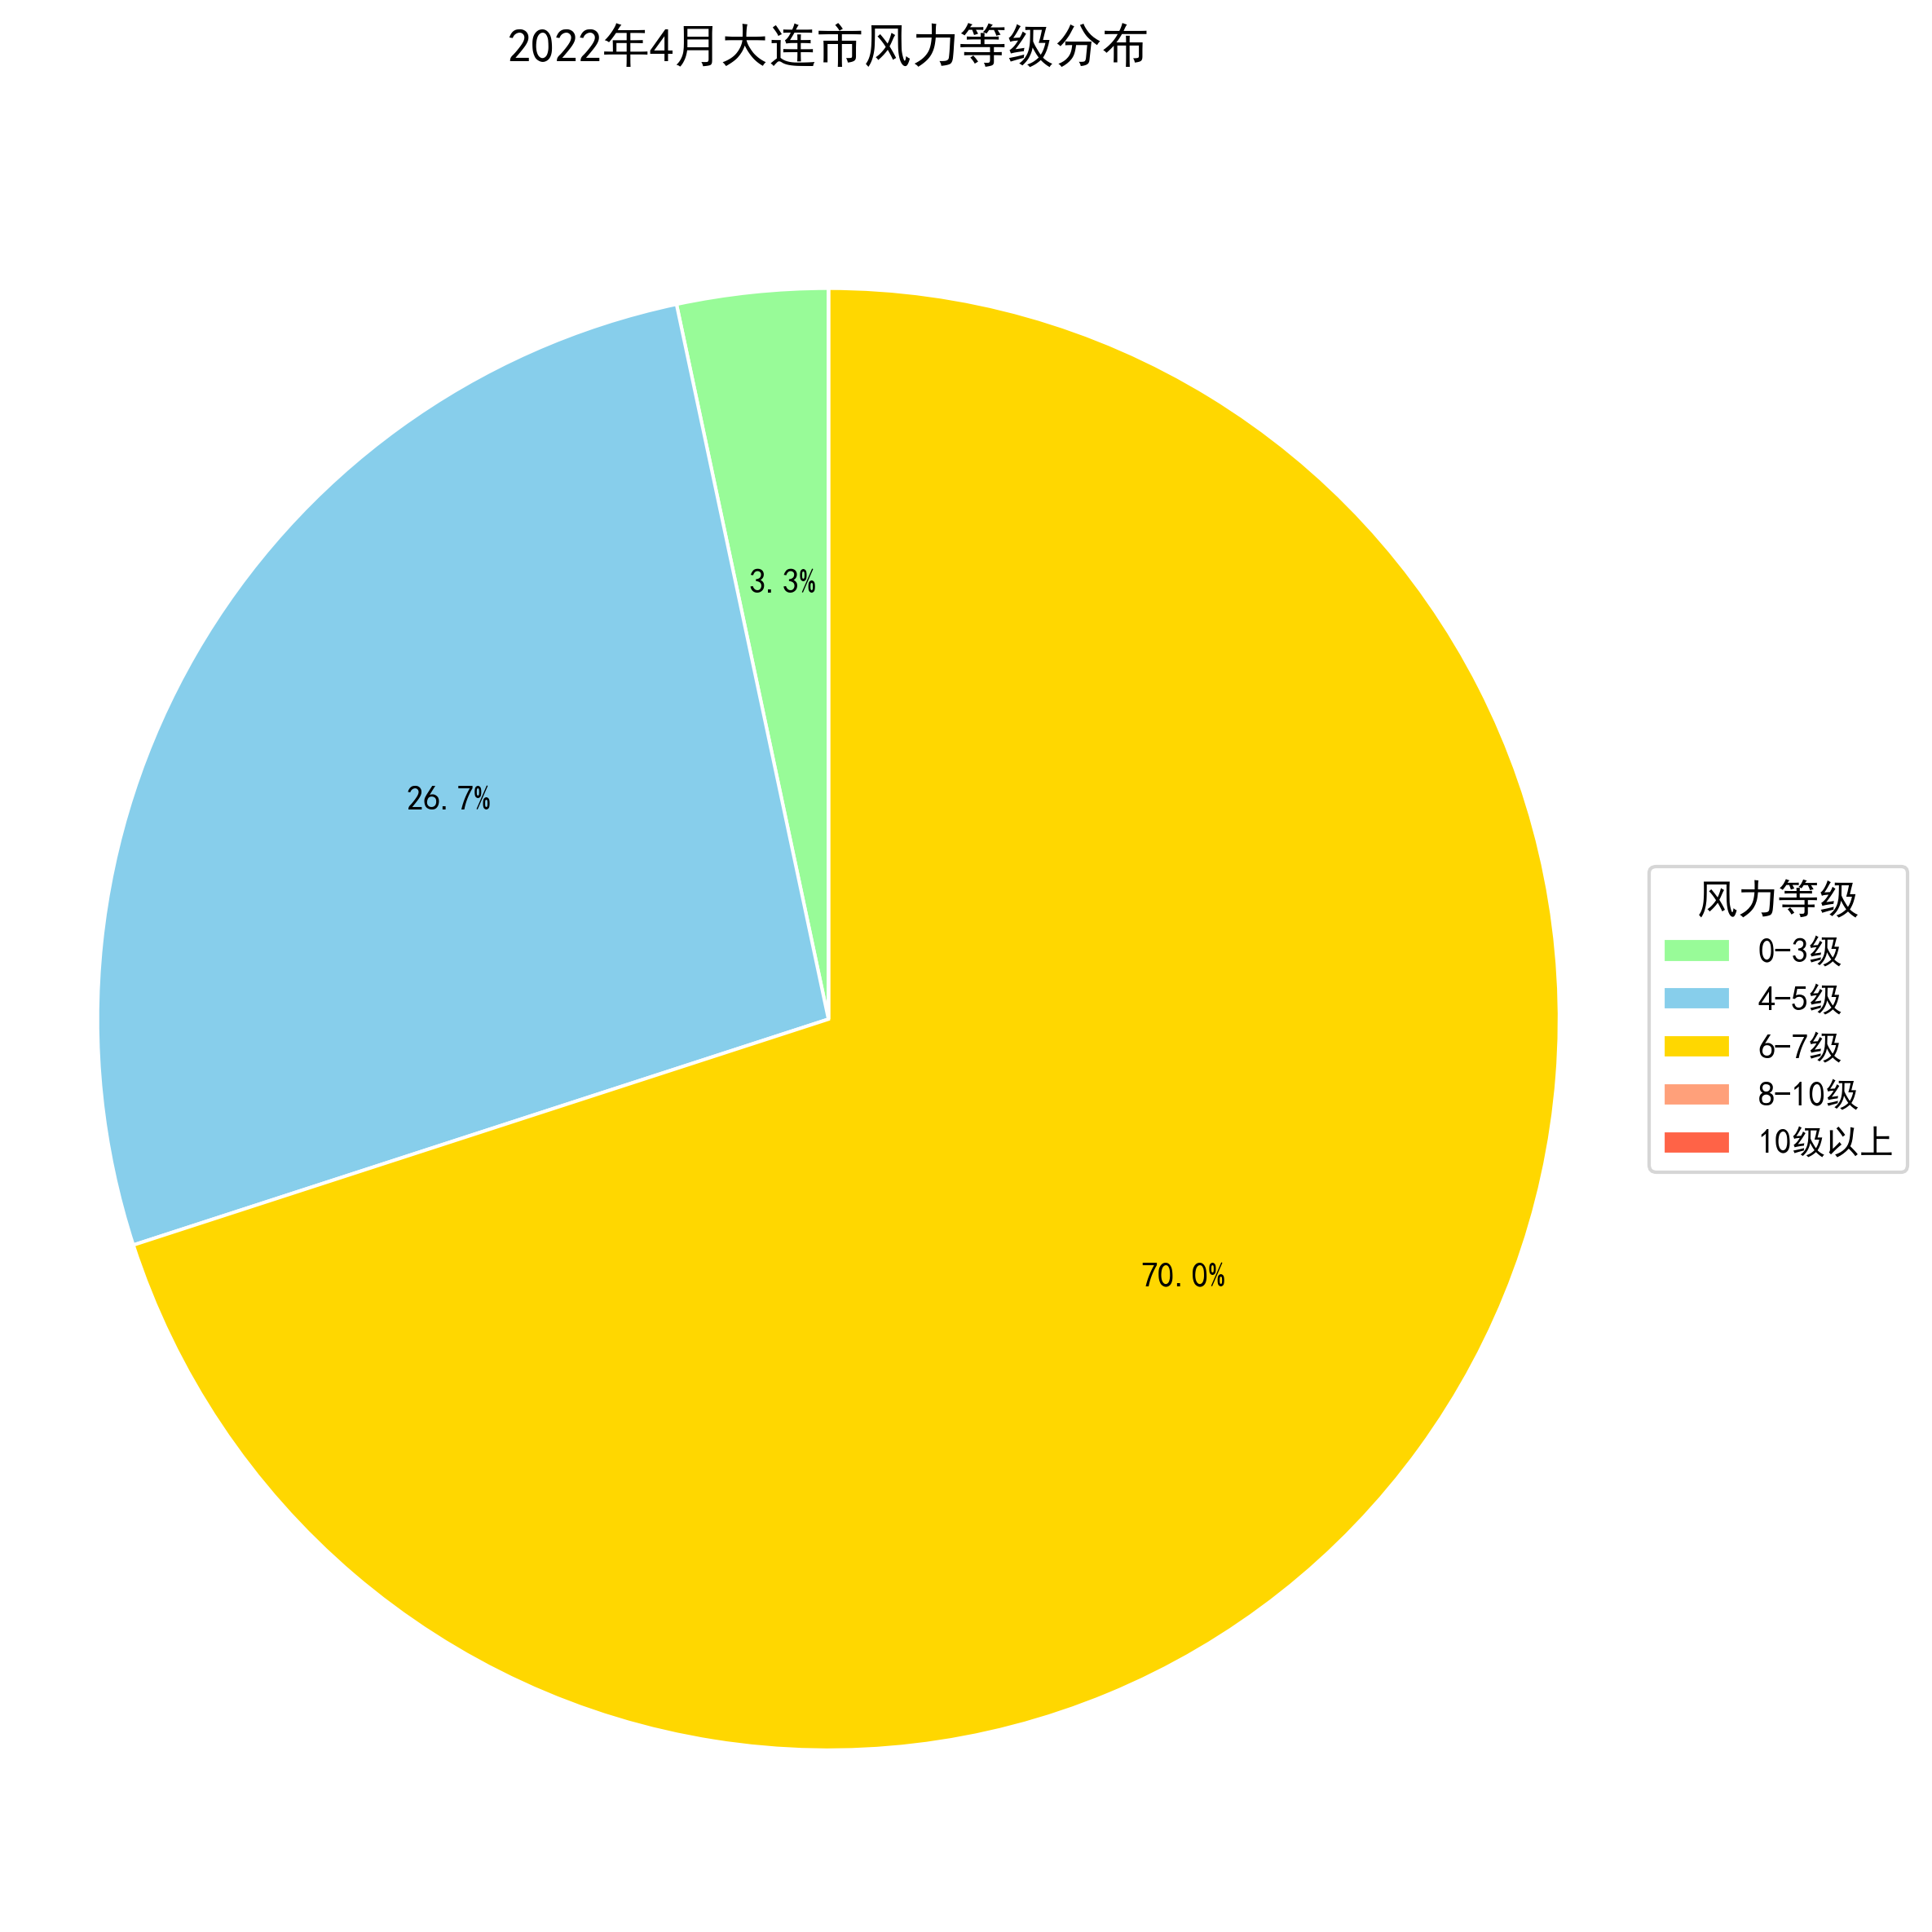 2022年4月大连市风力等级分布
3.3%
26.7%
70.0%
风力等级
0-3级
4-5级
6-7级
8-10级
10级以上